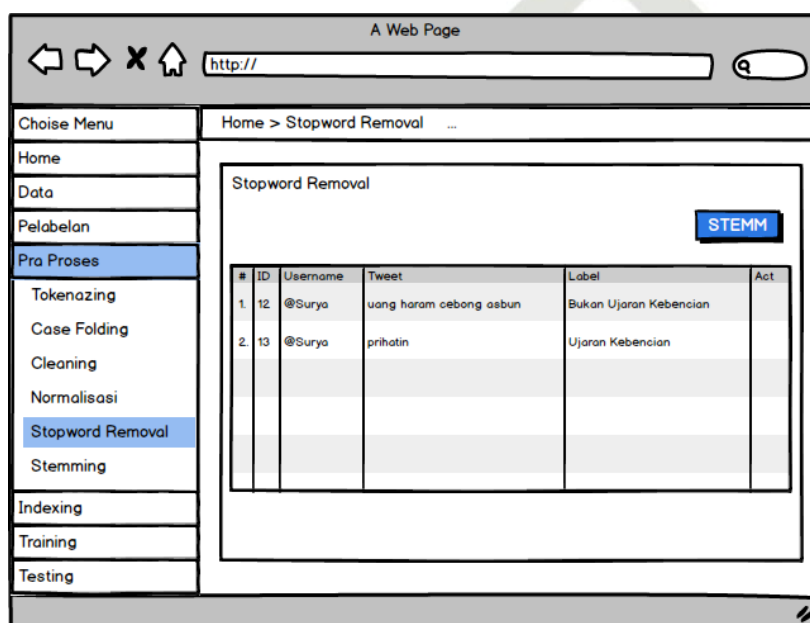 A Web Page
http://
Choise Menu
Home > Stopword Removal ...
Home
Data
Pelabelan
Pra Proses
Tokenazing
Case Folding
Cleaning
Normalisasi
Stopword Removal
Stemming
Indexing
Training
Testing
Stopword Removal
STEMM
# ID Username Tweet Label Act
1. 12 @Surya uang haram cebong asbun Bukan Ujaran Kebencian
2. 13 @Surya prihatin Ujaran Kebencian